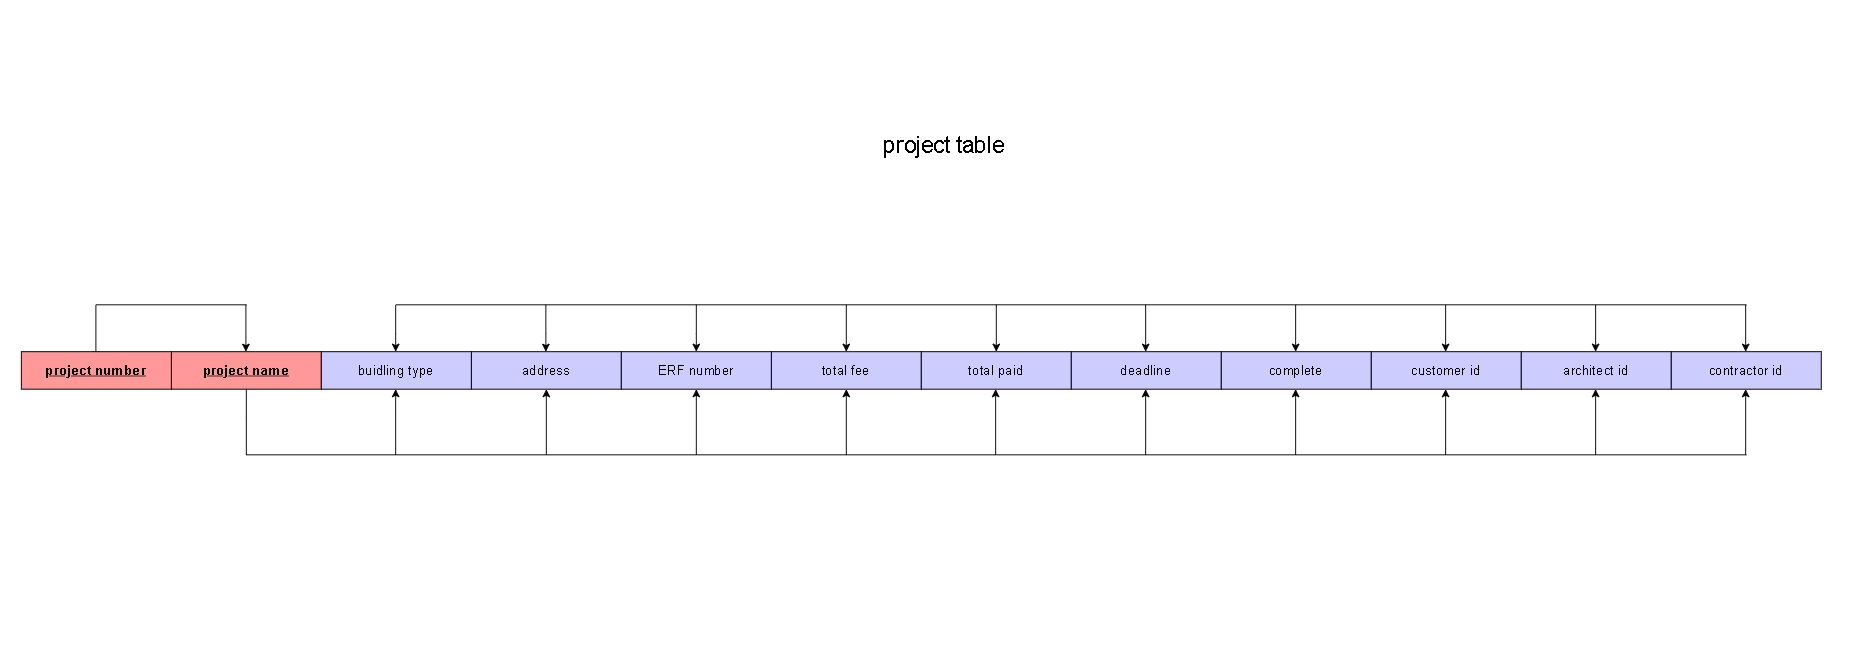 project table
project number
project name
buidling type
address
ERF number
total fee
total paid
deadline
complete
customer id
architect id
contractor id